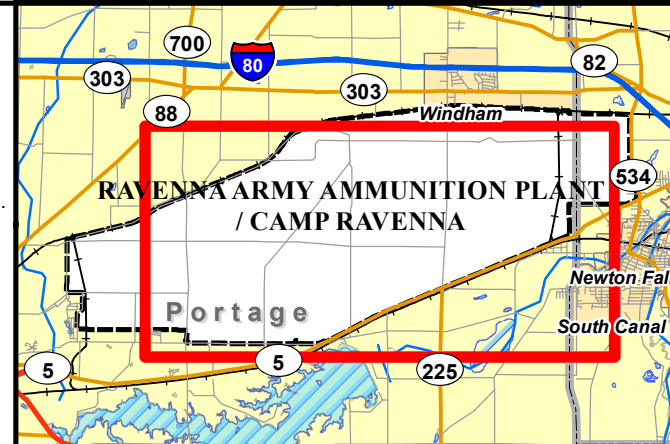 700
80
82
303
303
88
Windham
534
RAVENNA ARMY AMMUNITION PLANT
/ CAMP RAVENNA
Newton Fall
Portage
South Canal
5
5
225